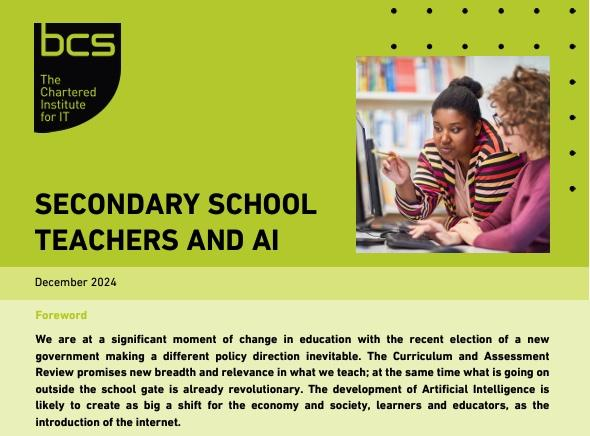 bcs
The
Chartered
Institute
for IT
SECONDARY SCHOOL
TEACHERS AND AI
December 2024
Foreword
We are at a significant moment of change in education with the recent election of a new
government making a different policy direction inevitable. The Curriculum and Assessment
Review promises new breadth and relevance in what we teach; at the same time what is going on
outside the school gate is already revolutionary. The development of Artificial Intelligence is
likely to create as big a shift for the economy and society, learners and educators, as the
introduction of the internet.